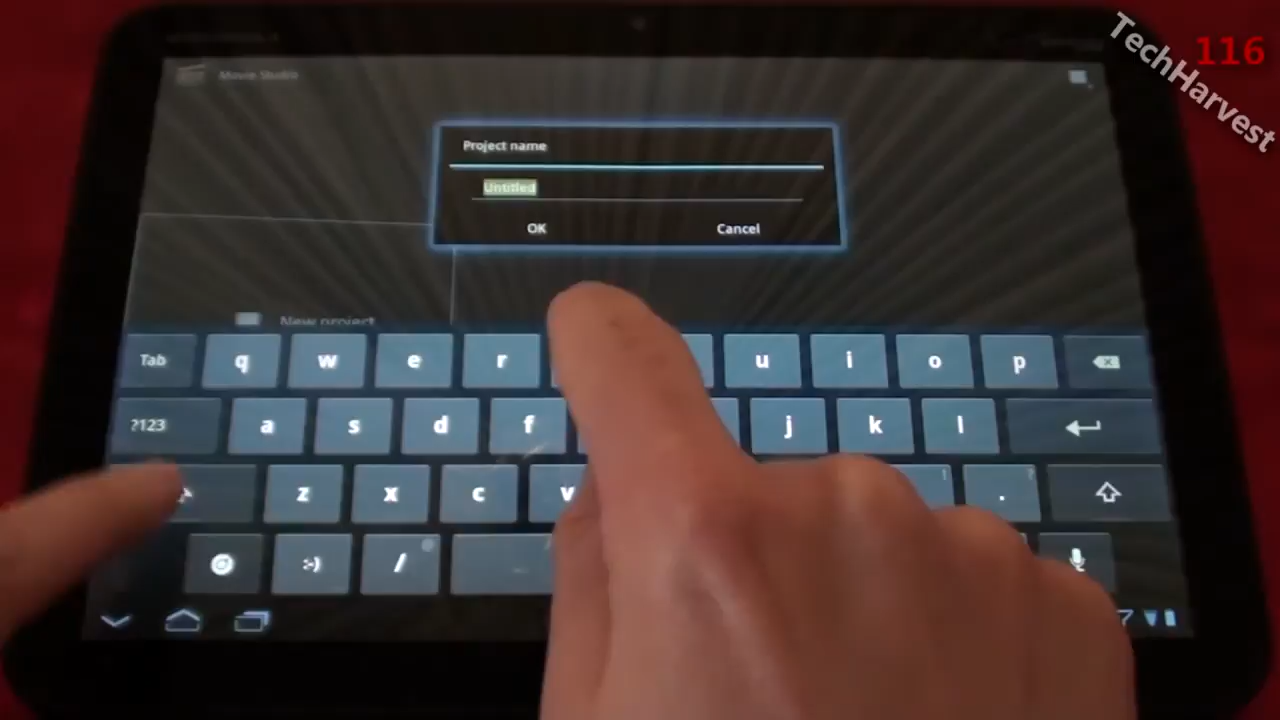 TechHarvest
116
Movie Studio
Project name
Untitled
OK Cancel
New project
Tab q w e r u i o p
?123 a s d f j k l
z x c v ! . ?
:-) /